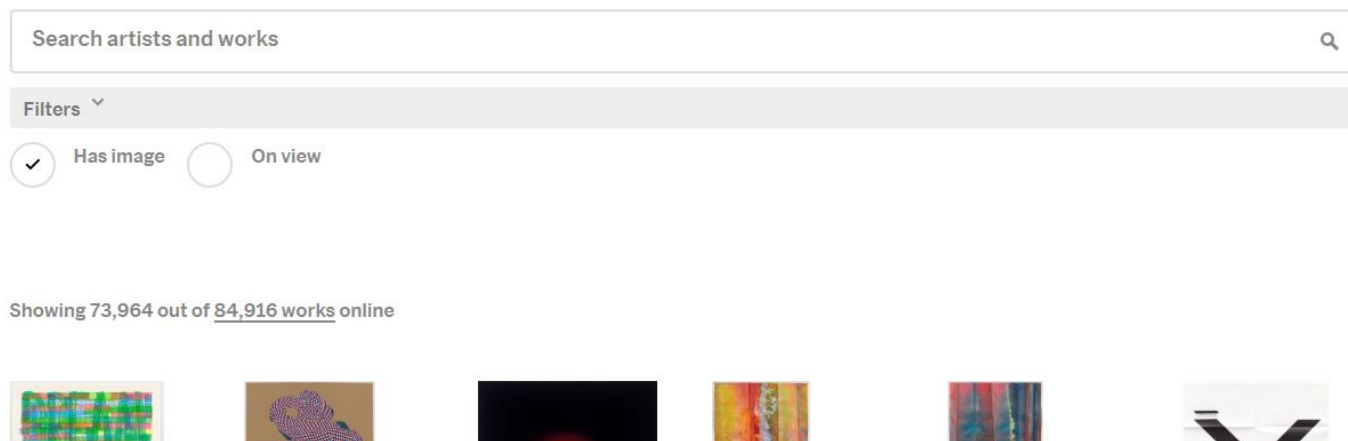 Search artists and works
Filters
Has image On view
Showing 73,964 out of 84,916 works online